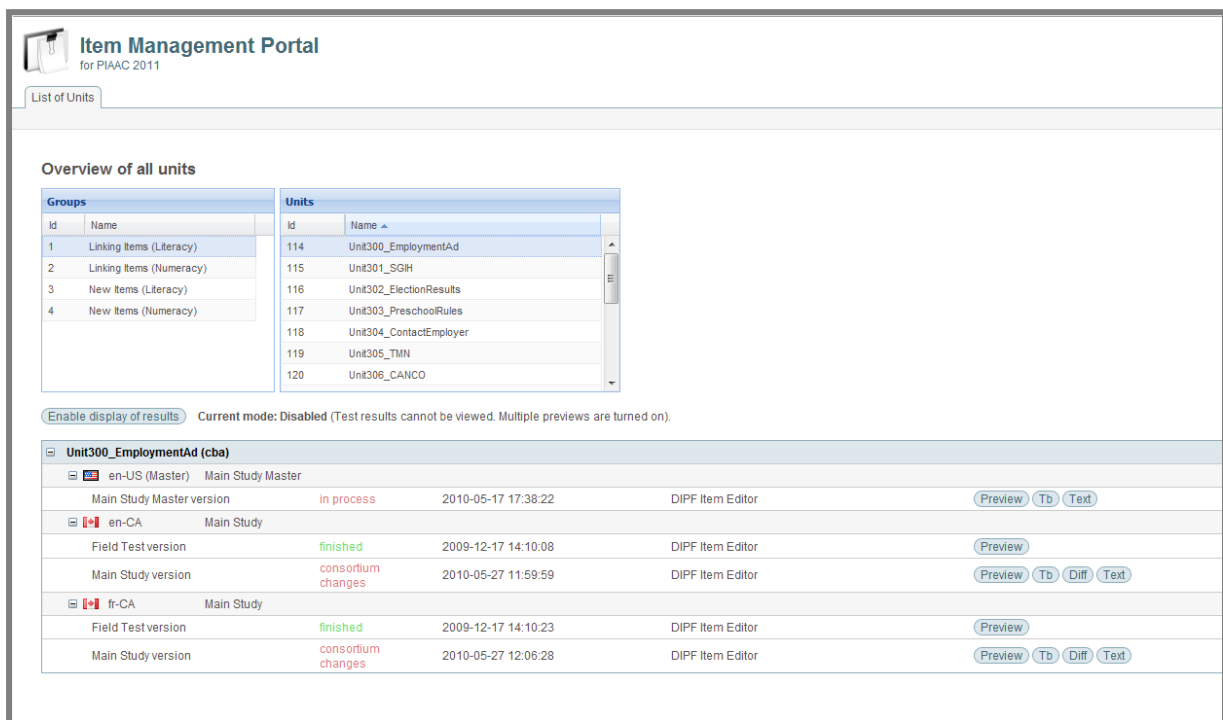 Item Management Portal
for PIAAC 2011
List of Units
Overview of all units
Groups
Id Name
1 Linking Items (Literacy)
2 Linking Items (Numeracy)
3 New Items (Literacy)
4 New Items (Numeracy)
Units
Id Name
114 Unit300_EmploymentAd
115 Unit301_SGIH
116 Unit302_ElectionResults
117 Unit303_PreschoolRules
118 Unit304_ContactEmployer
119 Unit305_TMN
120 Unit306_CANCO
Enable display of results Current mode: Disabled (Test results cannot be viewed. Multiple previews are turned on).
Unit300_EmploymentAd (cba)
en-US (Master) Main Study Master
Main Study Master version in process 2010-05-17 17:38:22 DIPF Item Editor Preview Tb Text
en-CA Main Study
Field Test version finished 2009-12-17 14:10:08 DIPF Item Editor Preview
Main Study version consortium changes 2010-05-27 11:59:59 DIPF Item Editor Preview Tb Diff Text
fr-CA Main Study
Field Test version finished 2009-12-17 14:10:23 DIPF Item Editor Preview
Main Study version consortium changes 2010-05-27 12:06:28 DIPF Item Editor Preview Tb Diff Text